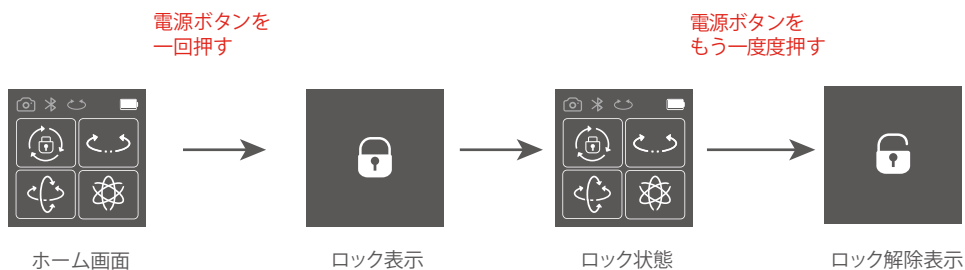 電源ボタンを
一回押す
電源ボタンを
もう一度度押す
ホーム画面
ロック表示
ロック状態
ロック解除表示